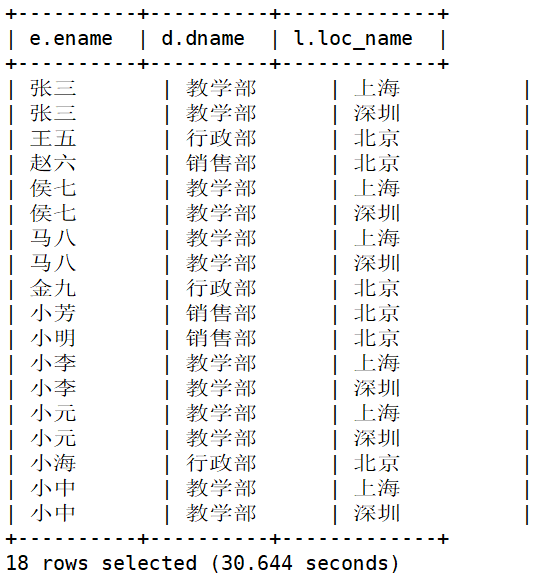 +----------+----------+-------------+
| e.ename  | d.dname  | l.loc_name  |
+----------+----------+-------------+
| 张三       | 教学部      | 上海          |
| 张三       | 教学部      | 深圳          |
| 王五       | 行政部      | 北京          |
| 赵六       | 销售部      | 北京          |
| 侯七       | 教学部      | 上海          |
| 侯七       | 教学部      | 深圳          |
| 马八       | 教学部      | 上海          |
| 马八       | 教学部      | 深圳          |
| 金九       | 行政部      | 北京          |
| 小芳       | 销售部      | 北京          |
| 小明       | 销售部      | 北京          |
| 小李       | 教学部      | 上海          |
| 小李       | 教学部      | 深圳          |
| 小元       | 教学部      | 上海          |
| 小元       | 教学部      | 深圳          |
| 小海       | 行政部      | 北京          |
| 小中       | 教学部      | 上海          |
| 小中       | 教学部      | 深圳          |
+----------+----------+-------------+
18 rows selected (30.644 seconds)